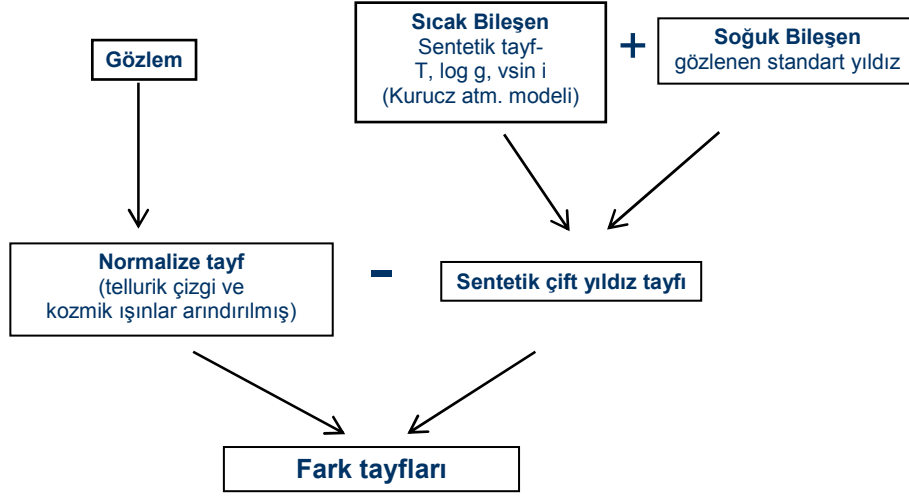 Gözlem
Sıcak Bileşen
Sentetik tayf-
T, log g, vsin i
(Kurucz atm. modeli)
+
Soğuk Bileşen
gözlenen standart yıldız
Normalize tayf
(tellurik çizgi ve
kozmik ışınlar arındırılmış)
-
Sentetik çift yıldız tayfı
Fark tayfları